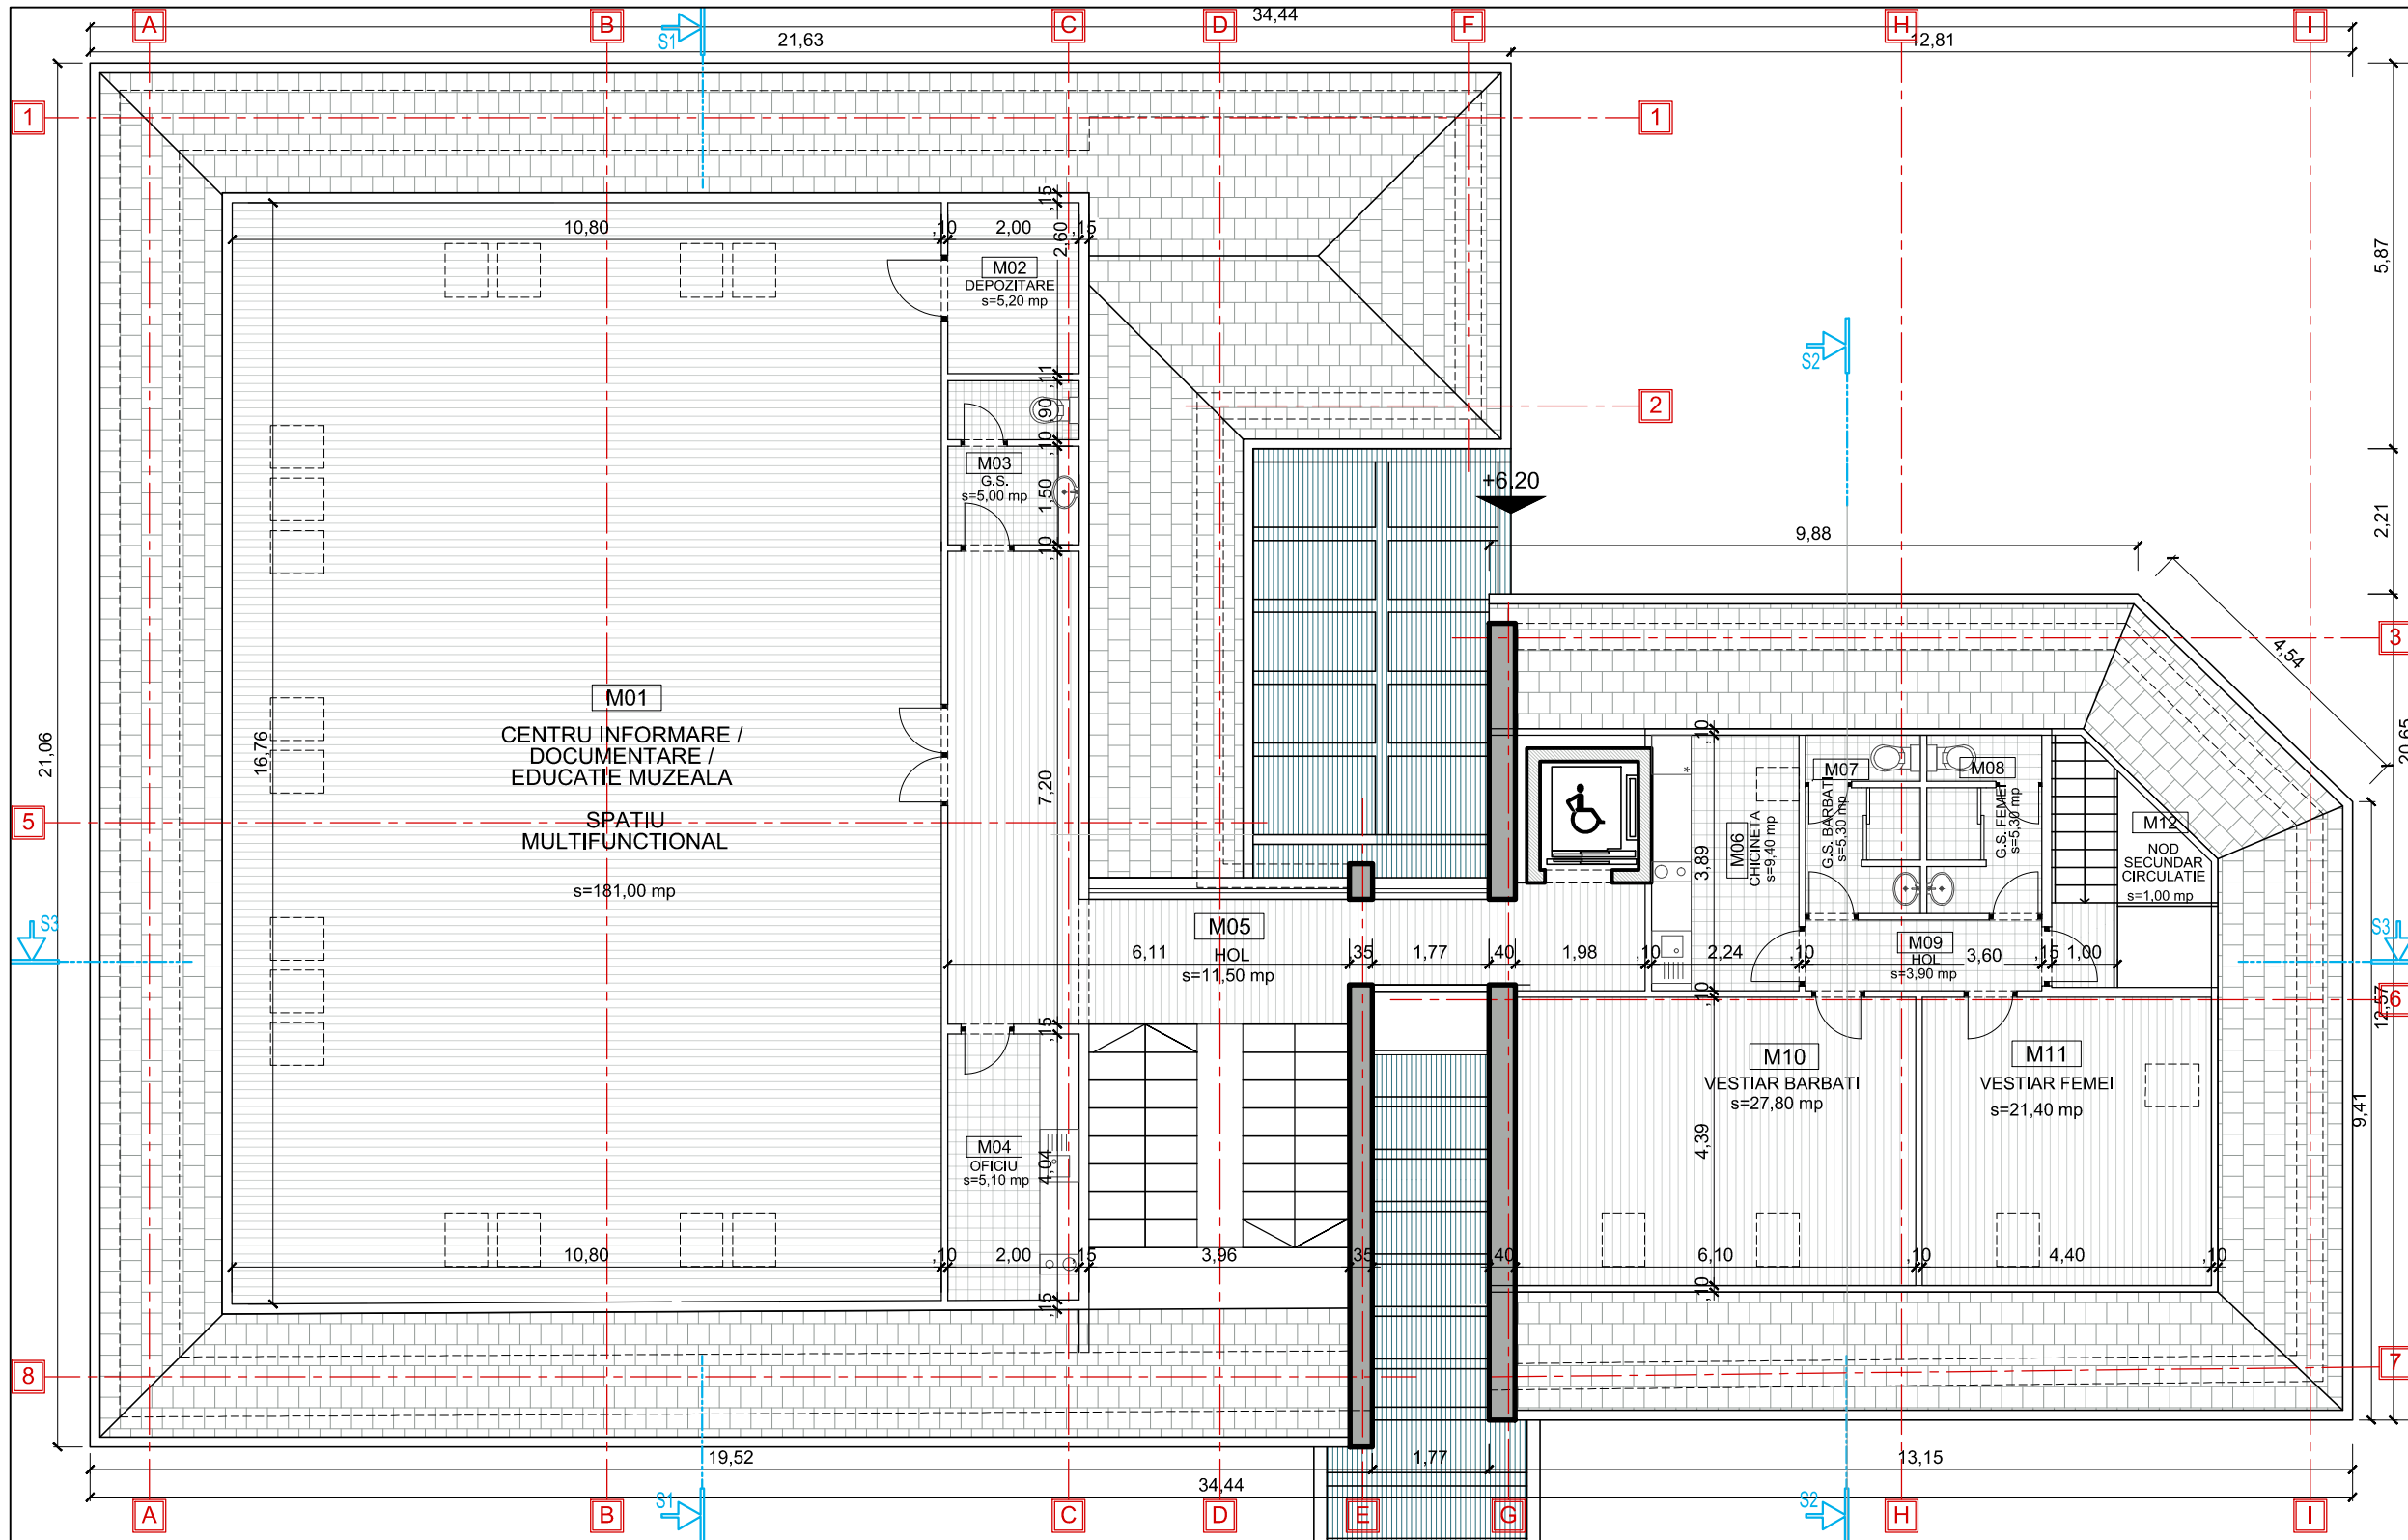 A
B
C
D
F
H
I
34,44
S1
21,63
12,81
1
1
,15
10,80
,10
2,00
,15
2,60
M02
DEPOZITARE
s=5,20 mp
5,87
S2
,11
,90
2
,10
M03
G.S.
s=5,00 mp
1,50
+6.20
2,21
9,88
,10
3
4,54
M01
CENTRU INFORMARE /
DOCUMENTARE /
EDUCATIE MUZEALA
SPATIU
MULTIFUNCTIONAL
s=181,00 mp
21,06
16,76
7,20
20,65
,10
*
M07
G.S. BARBATI
s=5,30 mp
M08
G.S. FEMEI
s=5,30 mp
5
M06
CHICINETA
s=9,40 mp
3,89
M12
NOD
SECUNDAR
CIRCULATIE
s=1,00 mp
S3
S3
M05
HOL
s=11,50 mp
6,11
35
1,77
40
1,98
,10
2,24
,10
M09
HOL
s=3,90 mp
3,60
,15
1,00
,10
6
12,57
,15
M10
VESTIAR BARBATI
s=27,80 mp
M11
VESTIAR FEMEI
s=21,40 mp
9,41
4,39
M04
OFICIU
s=5,10 mp
4,04
10,80
,10
2,00
,15
3,96
35
40
6,10
,10
4,40
,10
,15
,10
8
7
19,52
1,77
13,15
34,44
S1
S2
A
B
C
D
E
G
H
I